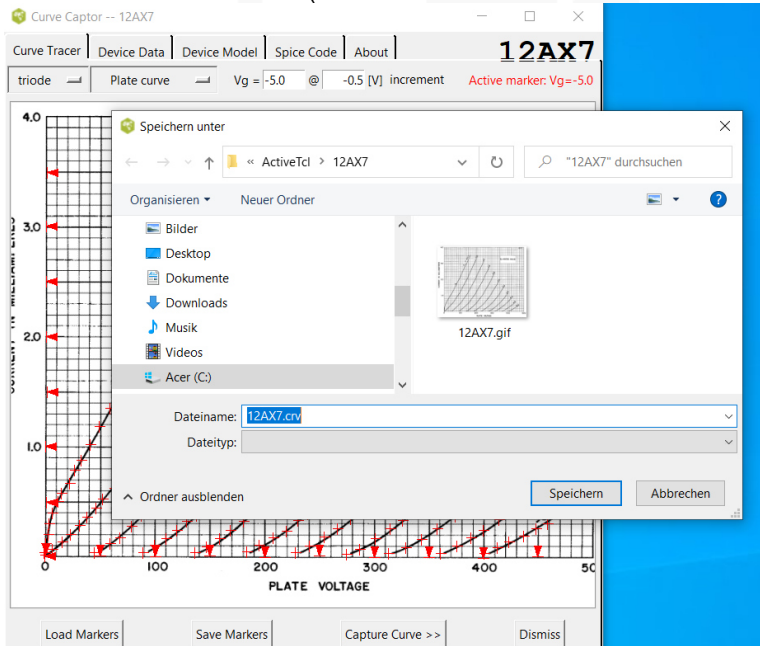 Curve Captor -- 12AX7
Curve Tracer Device Data Device Model Spice Code About 12AX7
triode Plate curve Vg = -5.0 @ -0.5 [V] increment Active marker: Vg=-5.0
4.0
3.0
2.0
1.0
Speichern unter
« ActiveTcl > 12AX7 "12AX7" durchsuchen
Organisieren Neuer Ordner
Bilder
Desktop
Dokumente
Downloads
Musik
Videos
Acer (C:)
12AX7.gif
Dateiname: 12AX7.crv
Dateityp:
Ordner ausblenden Speichern Abbrechen
0 100 200 300 400 50
PLATE VOLTAGE
Load Markers Save Markers Capture Curve >> Dismiss